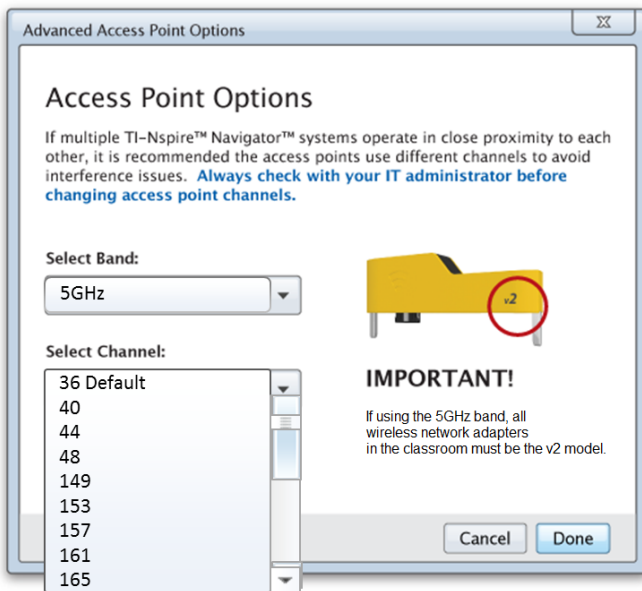 Advanced Access Point Options
Access Point Options
If multiple TI-Nspire™ Navigator™ systems operate in close proximity to each
other, it is recommended the access points use different channels to avoid
interference issues. Always check with your IT administrator before
changing access point channels.
Select Band:
5GHz
v2
Select Channel:
36 Default
40
44
48
149
153
157
161
165
IMPORTANT!
If using the 5GHz band, all
wireless network adapters
in the classroom must be the v2 model.
Cancel
Done